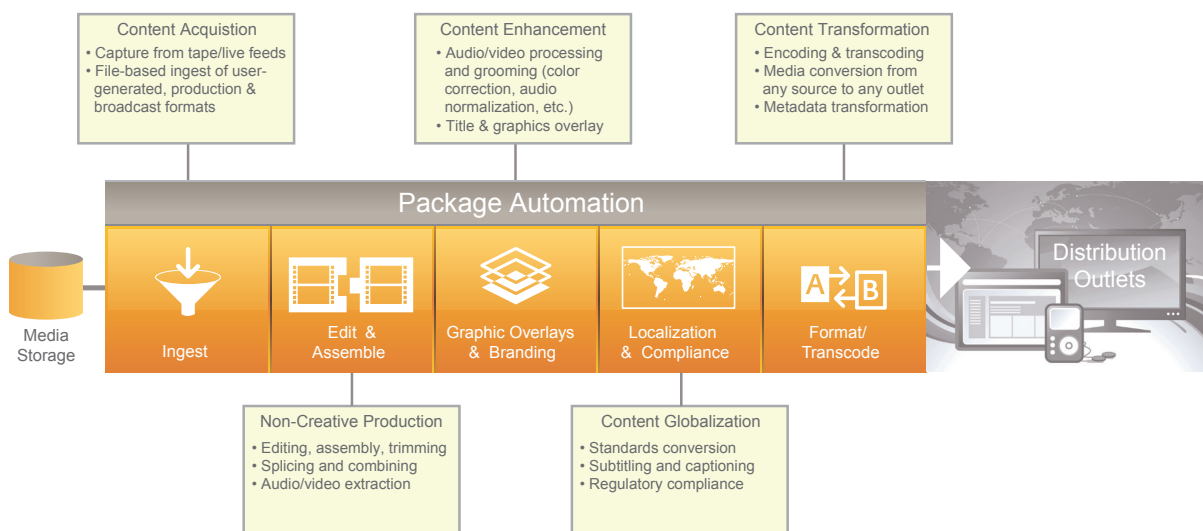 Content Acquistion
• Capture from tape/live feeds
• File-based ingest of user-
generated, production &
broadcast formats
Content Enhancement
• Audio/video processing
and grooming (color
correction, audio
normalization, etc.)
• Title & graphics overlay
Content Transformation
• Encoding & transcoding
• Media conversion from
any source to any outlet
• Metadata transformation
Package Automation
Media
Storage
Ingest
Edit &
Assemble
Graphic Overlays
& Branding
Localization
& Compliance
A
B
Format/
Transcode
Distribution
Outlets
Non-Creative Production
• Editing, assembly, trimming
• Splicing and combining
• Audio/video extraction
Content Globalization
• Standards conversion
• Subtitling and captioning
• Regulatory compliance